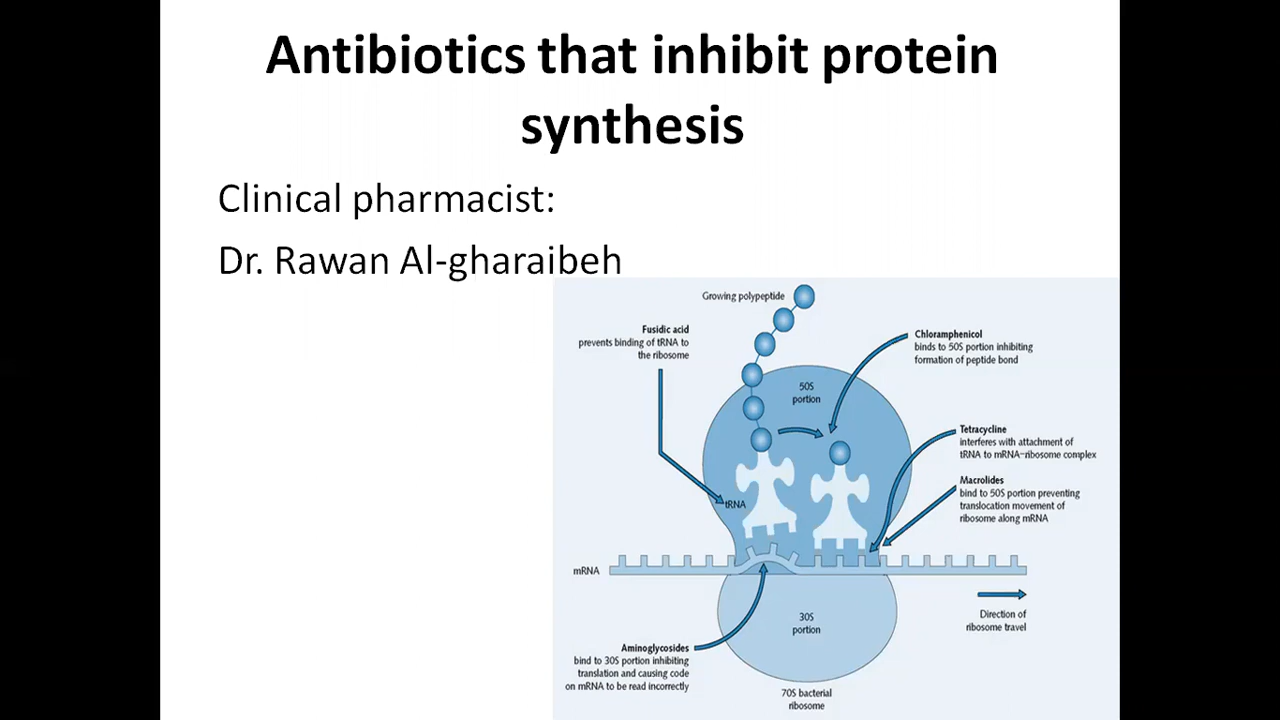 Antibiotics that inhibit protein
synthesis
Clinical pharmacist:
Dr. Rawan Al-gharaibeh
Growing polypeptide
Fusidic acid
prevents binding of tRNA to
the ribosome
Chloramphenicol
binds to 50S portion inhibiting
formation of peptide bond
50S
portion
Tetracycline
interferes with attachment of
tRNA to mRNA–ribosome complex
Macrolides
bind to 50S portion preventing
translocation movement of
ribosome along mRNA
tRNA
mRNA
Direction of
ribosome travel
30S
portion
Aminoglycosides
bind to 30S portion inhibiting
translation and causing code
on mRNA to be read incorrectly
70S bacterial
ribosome